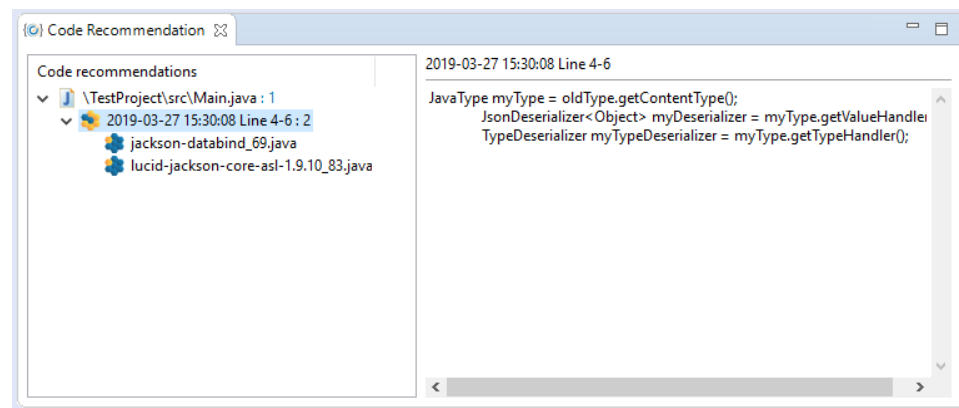 Code Recommendation
Code recommendations
\TestProject\src\Main.java : 1
2019-03-27 15:30:08 Line 4-6 : 2
jackson-databind_69.java
lucid-jackson-core-asl-1.9.10_83.java
2019-03-27 15:30:08 Line 4-6
JavaType myType = oldType.getContentType();
JsonDeserializer<Object> myDeserializer = myType.getValueHandler
TypeDeserializer myTypeDeserializer = myType.getTypeHandler();